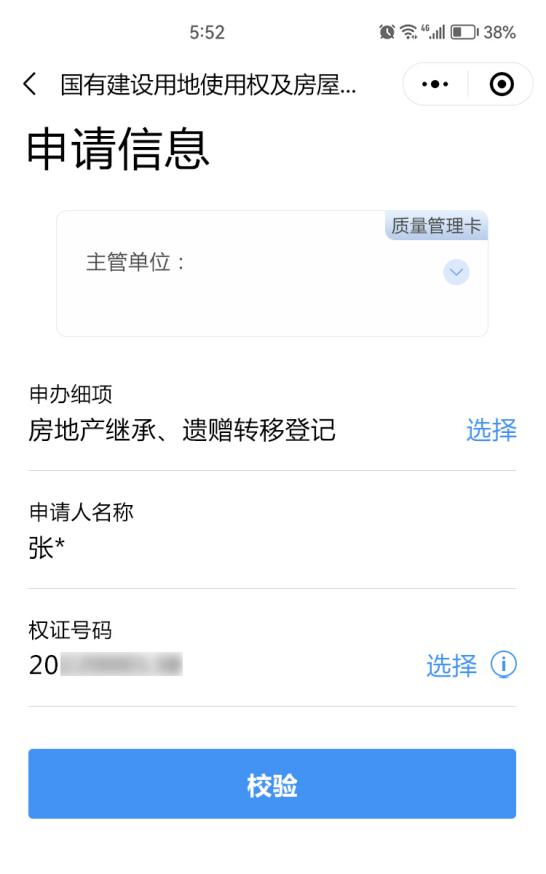 5:52
4G 38%
国有建设用地使用权及房屋...
申请信息
质量管理卡
主管单位：
申办细项
房地产继承、遗赠转移登记
选择
申请人名称
张*
权证号码
20
选择
校验